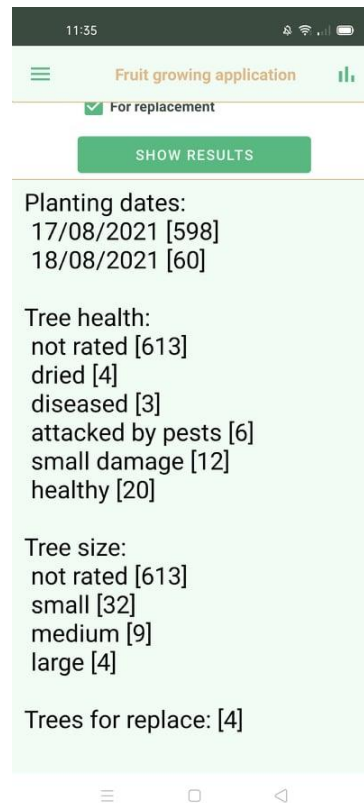 11:35
Fruit growing application
For replacement
SHOW RESULTS
Planting dates:
17/08/2021 [598]
18/08/2021 [60]
Tree health:
not rated [613]
dried [4]
diseased [3]
attacked by pests [6]
small damage [12]
healthy [20]
Tree size:
not rated [613]
small [32]
medium [9]
large [4]
Trees for replace: [4]